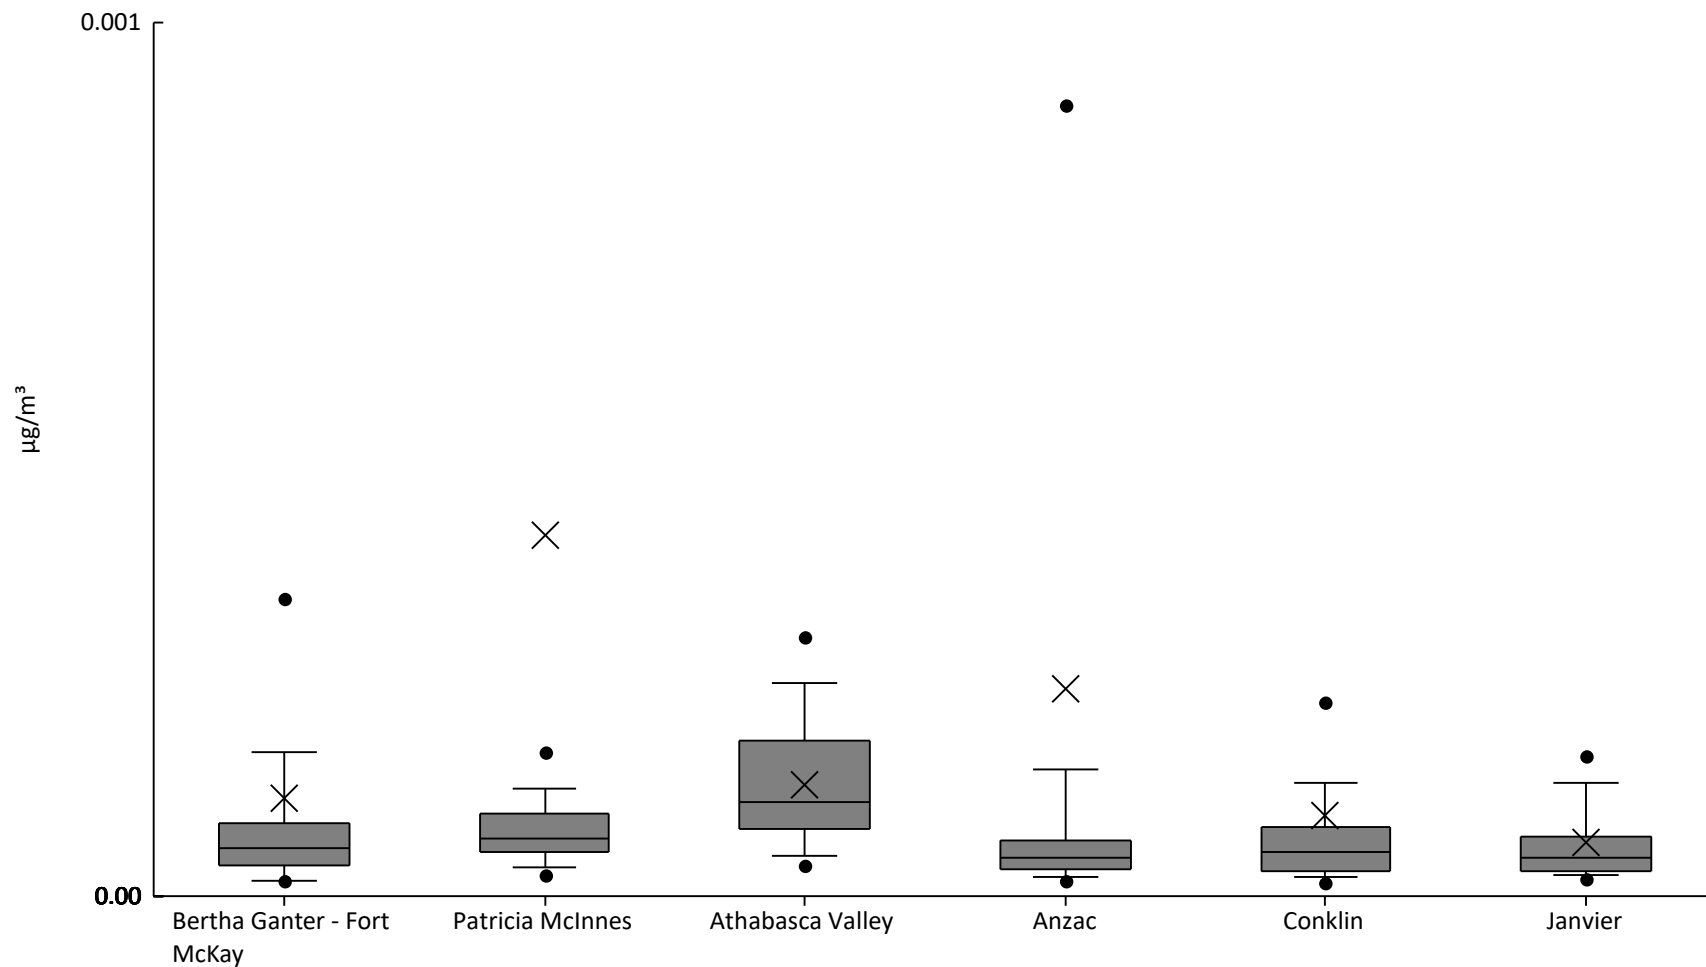 0.001
µg/m³
0.00
Bertha Ganter - Fort
McKay
Patricia McInnes
Athabasca Valley
Anzac
Conklin
Janvier